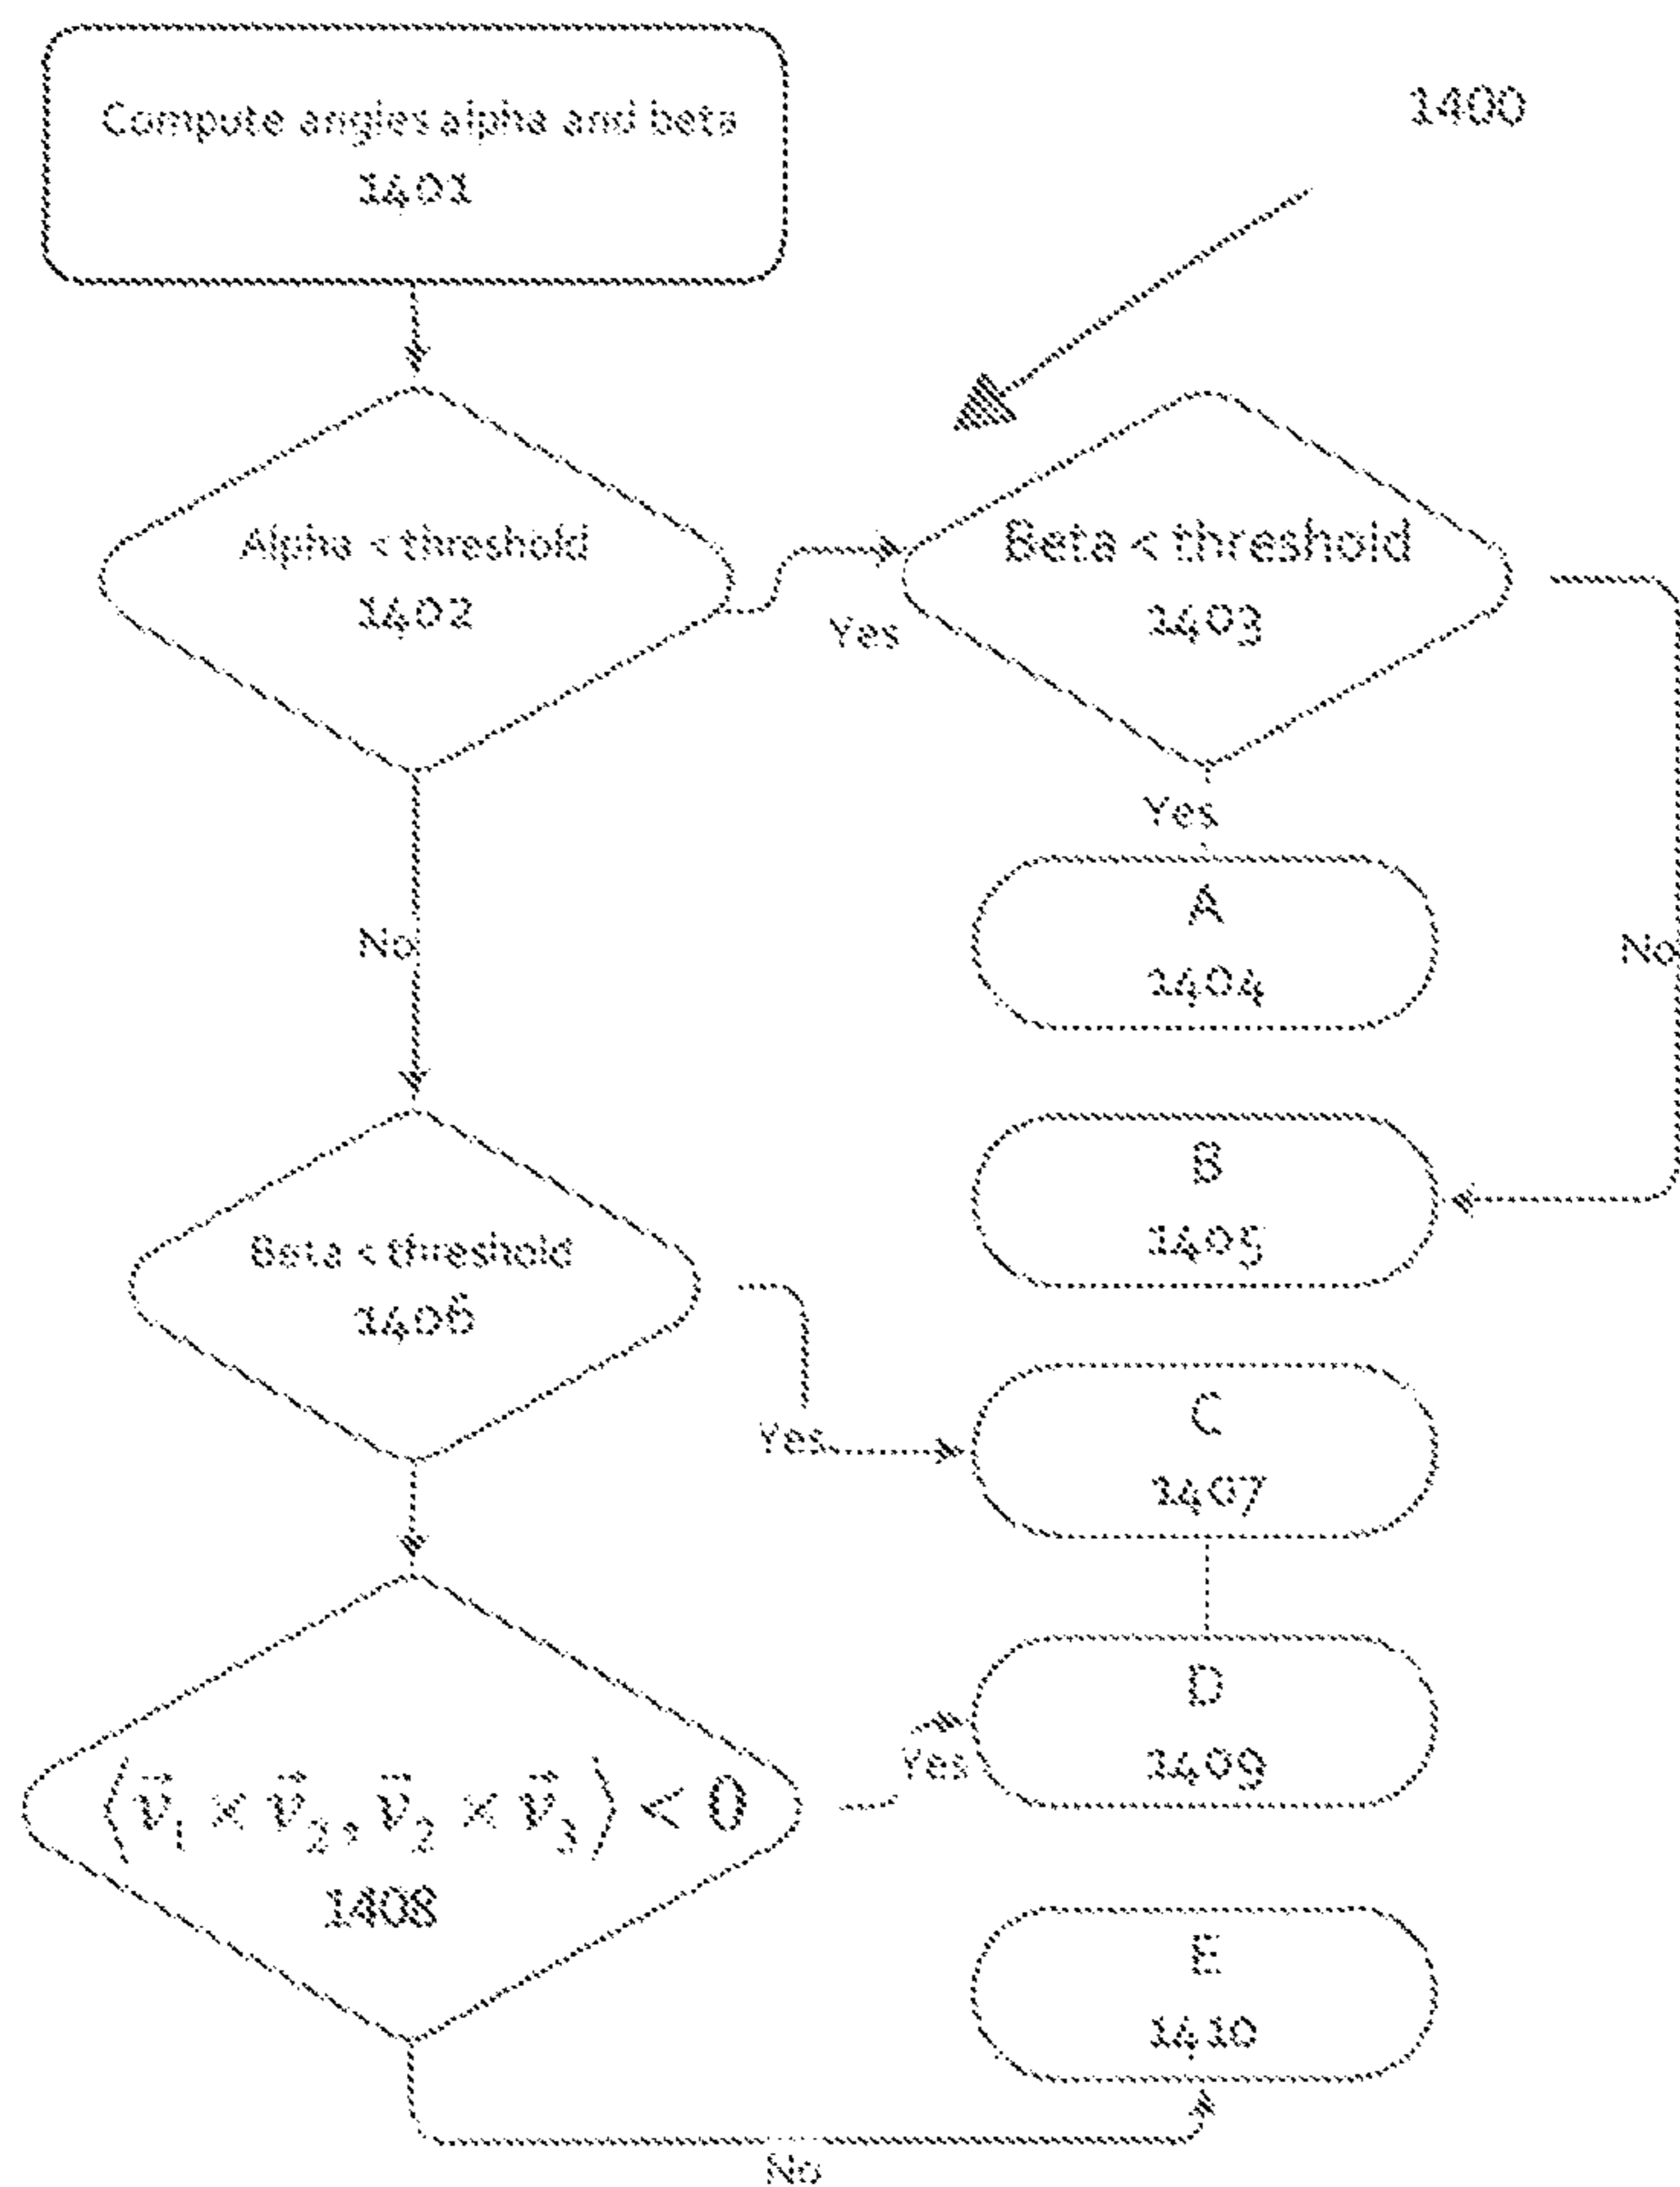 Compute angles alpha and beta
1401
1400
Alpha < threshold
1402
Yes
Beta < threshold
1403
Yes
A
1404
No
No
B
1405
Beta < threshold
1406
Yes
C
1407
D
1409
Yes
⟨v⃗₁ × v⃗₂, v⃗₂ × v⃗₃⟩ < 0
1408
E
1410
No